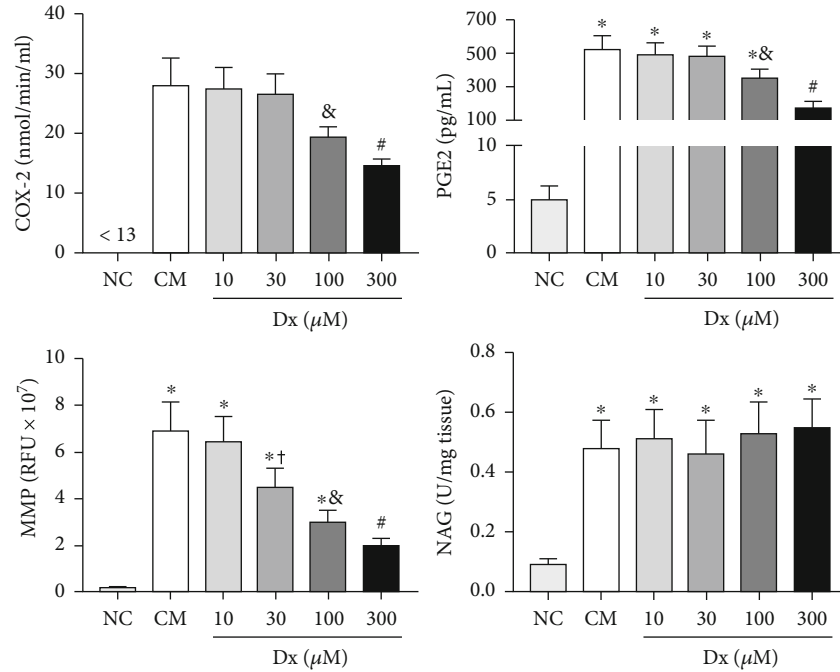 COX-2 (nmol/min/ml)
40
30
20
10
0
< 13
&
#
NC CM 10 30 100 300
Dx (μM)
PGE2 (pg/mL)
700
500
300
100
10
5
0
* * * *& #
NC CM 10 30 100 300
Dx (μM)
MMP (RFU × 10⁷)
10
8
6
4
2
0
* * *† *& #
NC CM 10 30 100 300
Dx (μM)
NAG (U/mg tissue)
0.8
0.6
0.4
0.2
0.0
* * * * *
NC CM 10 30 100 300
Dx (μM)